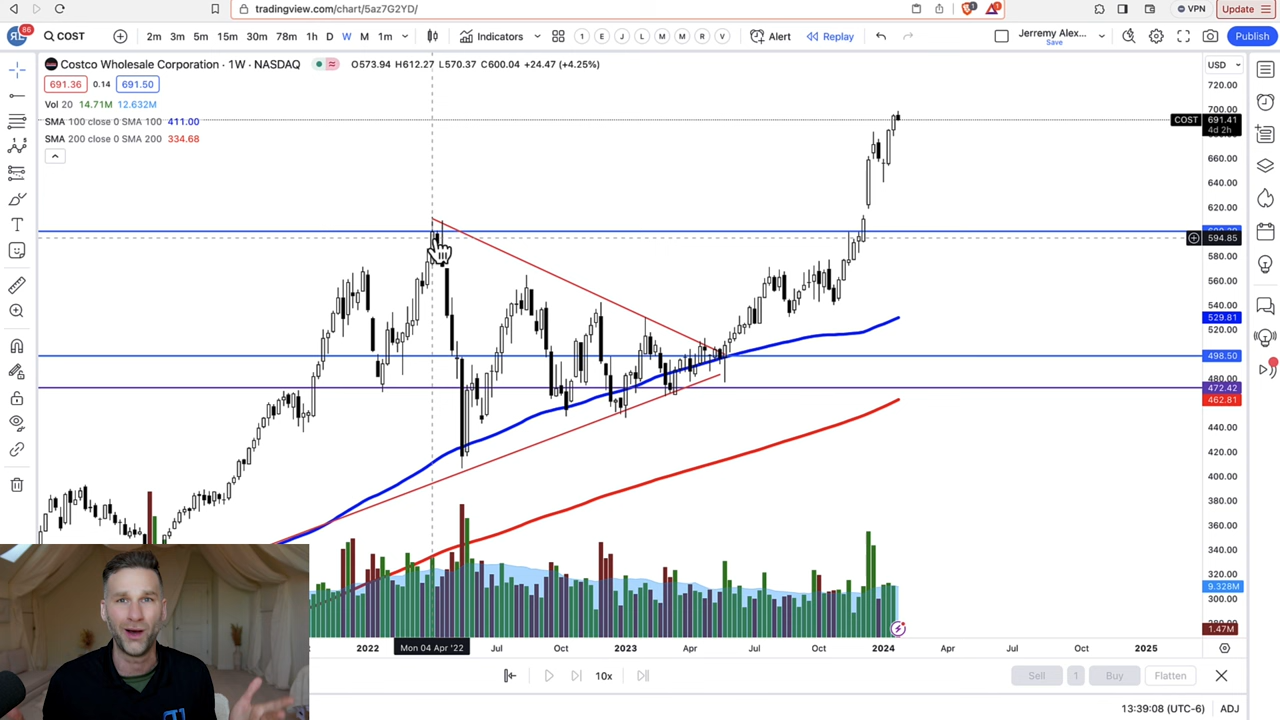 tradingview.com/chart/5az7G2YD/
VPN
Update
86
COST
2m 3m 5m 15m 30m 78m 1h D W M 1m
Indicators
1 E J L M M R V
Alert
Replay
Jeremy Alex...
Save
Publish
Costco Wholesale Corporation · 1W · NASDAQ
O573.94 H612.27 L570.37 C600.04 +24.47 (+4.25%)
USD
691.36 0.14 691.50
Vol 20 14.71M 12.632M
SMA 100 close 0 SMA 100 411.00
SMA 200 close 0 SMA 200 334.68
720.00
700.00
COST 691.41
4d 2h
660.00
640.00
620.00
594.85
580.00
560.00
540.00
529.81
520.00
498.50
480.00
472.42
462.81
440.00
420.00
400.00
380.00
360.00
340.00
320.00
9.328M
300.00
1.47M
2022 Mon 04 Apr '22 Jul Oct 2023 Apr Jul Oct 2024 Apr Jul Oct 2025
10x
Sell 1 Buy Flatten
13:39:08 (UTC-6) ADJ